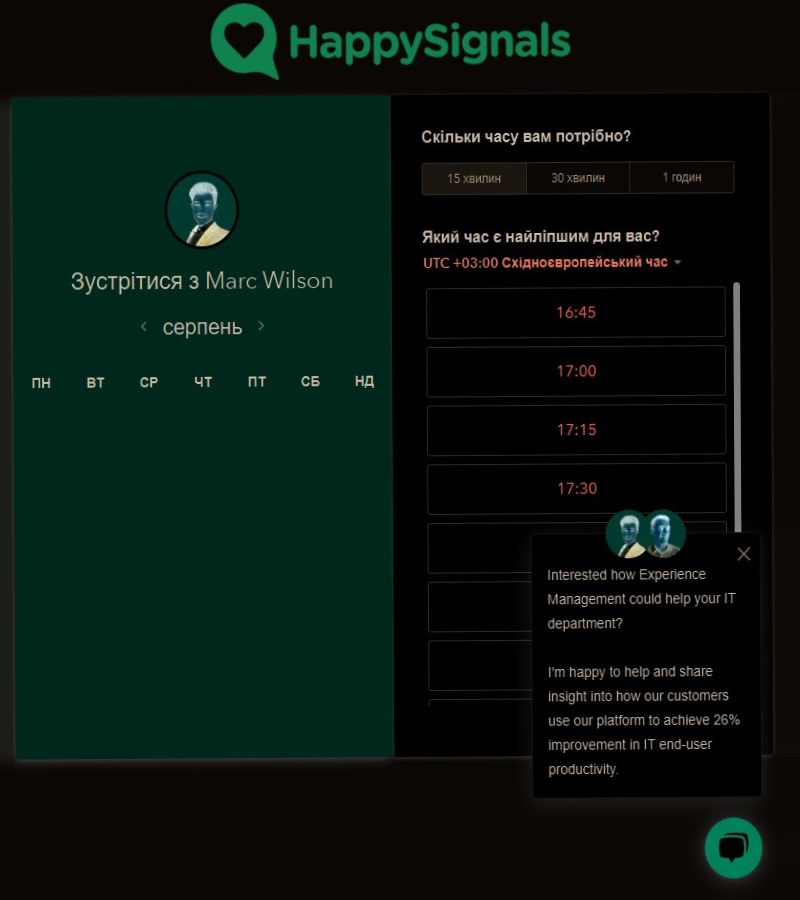 HappySignals
Зустрітися з Marc Wilson
серпень
ПН ВТ СР ЧТ ПТ СБ НД
Скільки часу вам потрібно?
15 хвилин 30 хвилин 1 годин
Який час є найліпшим для вас?
UTC +03:00 Східноєвропейський час
16:45
17:00
17:15
17:30
Interested how Experience
Management could help your IT
department?
I'm happy to help and share
insight into how our customers
use our platform to achieve 26%
improvement in IT end-user
productivity.